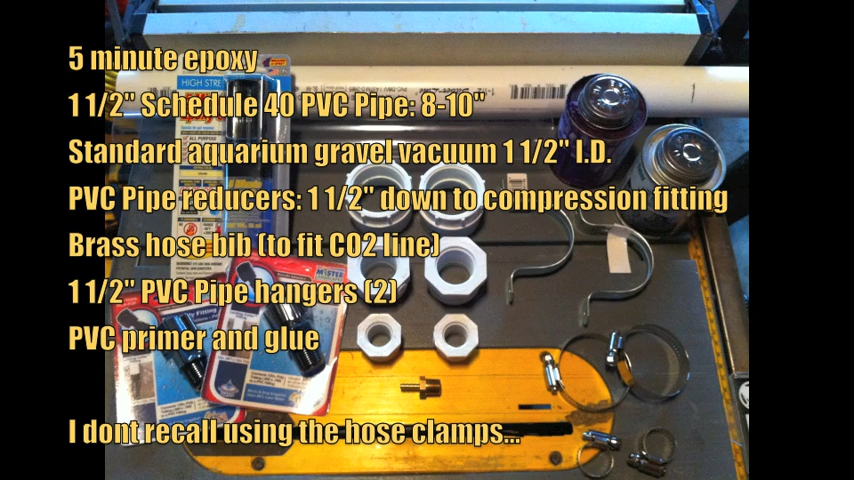 5 minute epoxy
HIGH STRE
1 1/2" Schedule 40 PVC Pipe: 8-10"
Standard aquarium gravel vacuum 1 1/2" I.D.
PVC Pipe reducers: 1 1/2" down to compression fitting
Brass hose bib (to fit CO2 line)
1 1/2" PVC Pipe hangers (2)
PVC primer and glue
I dont recall using the hose clamps...